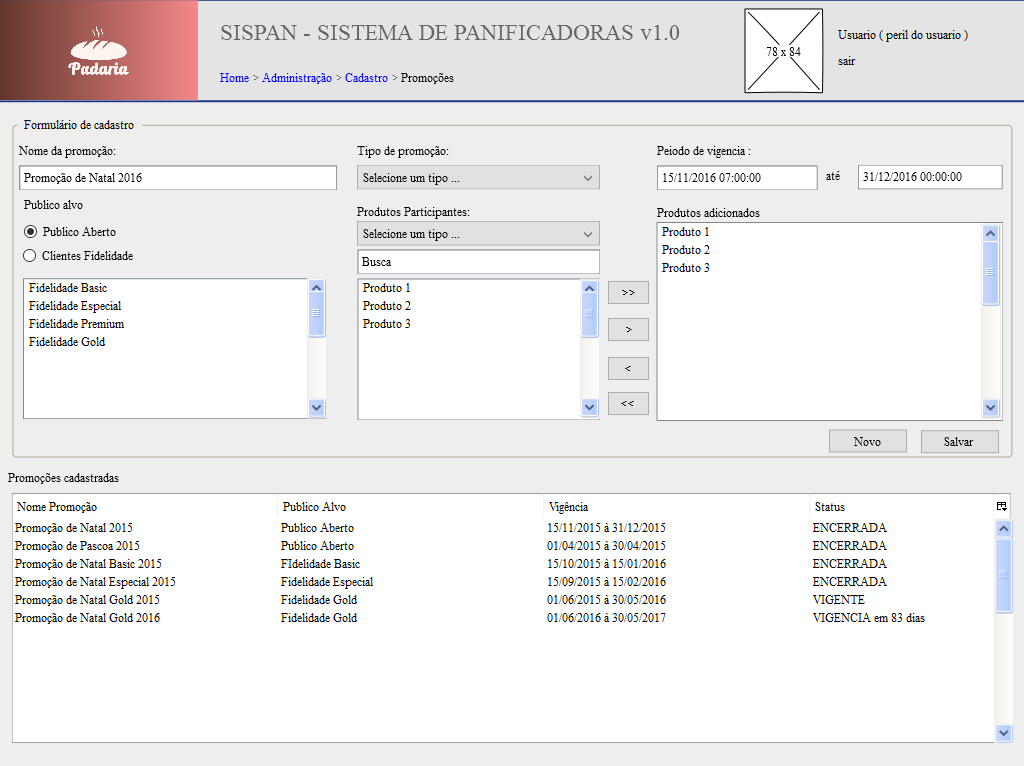 Padaria
SISPAN - SISTEMA DE PANIFICADORAS v1.0
Home > Administração > Cadastro > Promoções
78 x 84
Usuario ( peril do usuario )
sair
Formulário de cadastro
Nome da promoção:
Promoção de Natal 2016
Publico alvo
Publico Aberto
Clientes Fidelidade
Fidelidade Basic
Fidelidade Especial
Fidelidade Premium
Fidelidade Gold
Tipo de promoção:
Selecione um tipo ...
Produtos Participantes:
Selecione um tipo ...
Busca
Produto 1
Produto 2
Produto 3
>>
>
<
<<
Peiodo de vigencia :
15/11/2016 07:00:00 até 31/12/2016 00:00:00
Produtos adicionados
Produto 1
Produto 2
Produto 3
Novo Salvar
Promoções cadastradas
Nome Promoção Publico Alvo Vigência Status
Promoção de Natal 2015 Publico Aberto 15/11/2015 à 31/12/2015 ENCERRADA
Promoção de Pascoa 2015 Publico Aberto 01/04/2015 à 30/04/2015 ENCERRADA
Promoção de Natal Basic 2015 FIdelidade Basic 15/10/2015 à 15/01/2016 ENCERRADA
Promoção de Natal Especial 2015 Fidelidade Especial 15/09/2015 à 15/02/2016 ENCERRADA
Promoção de Natal Gold 2015 Fidelidade Gold 01/06/2015 à 30/05/2016 VIGENTE
Promoção de Natal Gold 2016 Fidelidade Gold 01/06/2016 à 30/05/2017 VIGENCIA em 83 dias